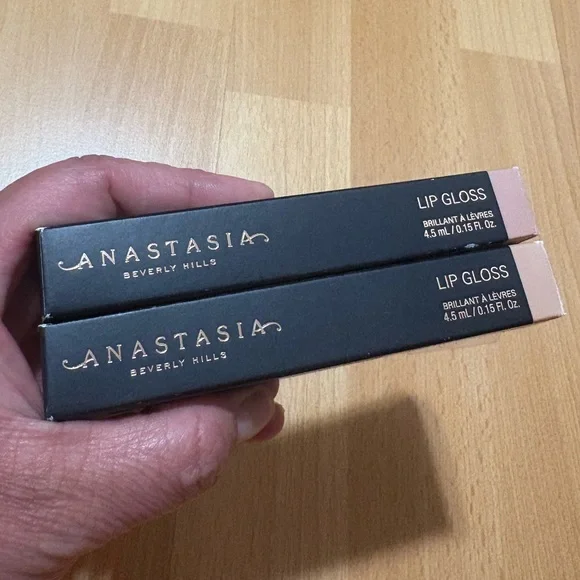 ANASTASIA
BEVERLY HILLS
LIP GLOSS
BRILLANT À LÈVRES
4.5 mL / 0.15 Fl. Oz.
ANASTASIA
BEVERLY HILLS
LIP GLOSS
BRILLANT À LÈVRES
4.5 mL / 0.15 Fl. Oz.